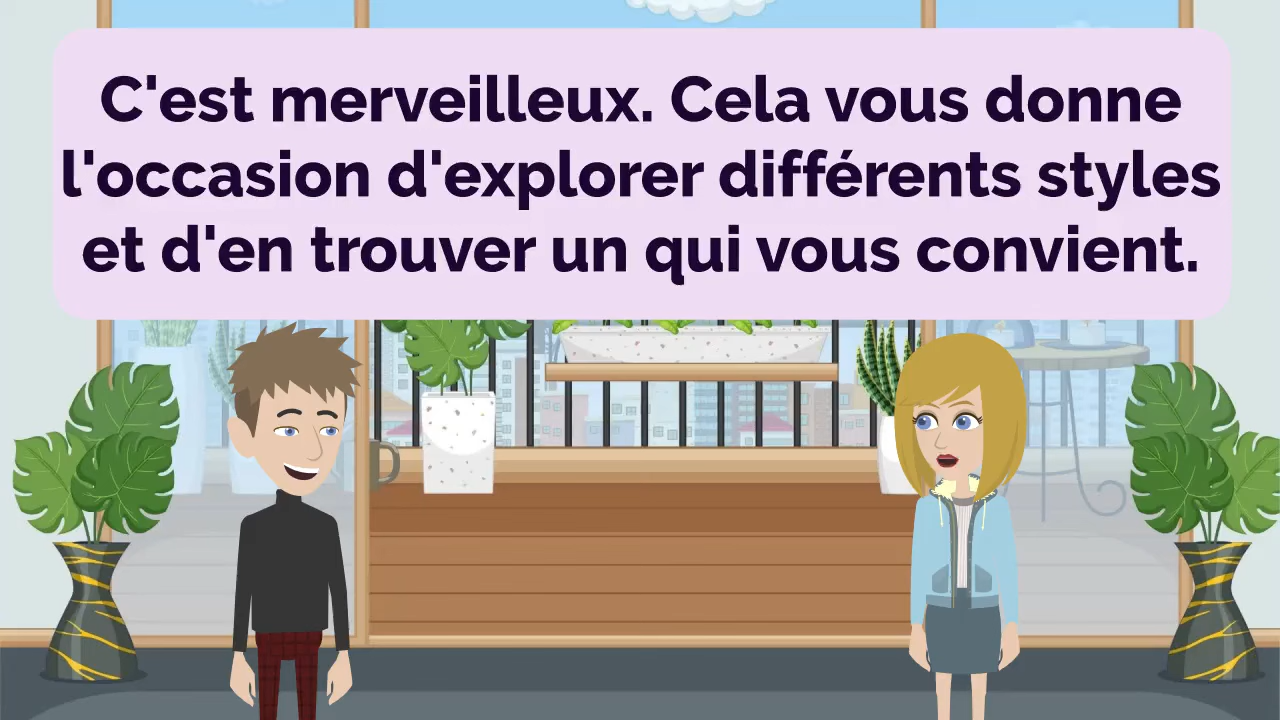 C'est merveilleux. Cela vous donne
l'occasion d'explorer différents styles
et d'en trouver un qui vous convient.